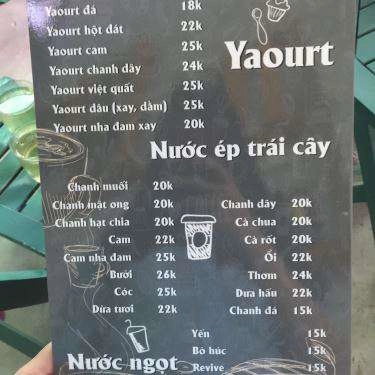 Yaourt đá 18k
Yaourt hột đát 22k
Yaourt cam 25k
Yaourt chanh dây 24k
Yaourt việt quất 25k
Yaourt dâu (xay, dầm) 25k
Yaourt nha đam xay 20k
Yaourt
Nước ép trái cây
Chanh muối 20k
Chanh mật ong 20k
Chanh hạt chia 20k
Cam 22k
Cam nha đam 25k
Bưởi 26k
Cóc 25k
Dừa tươi 22k
Chanh dây 20k
Cà chua 20k
Cà rốt 20k
Ổi 22k
Thơm 24k
Dưa hấu 22k
Chanh đá 15k
Nước ngọt
Yến 15k
Bò húc 15k
Revive 15k